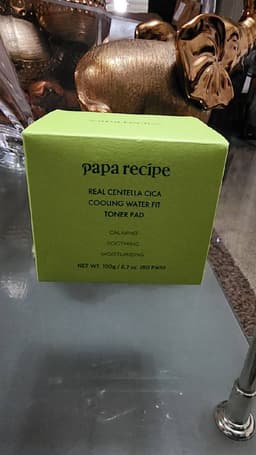 papa recipe
REAL CENTELLA CICA
COOLING WATER FIT
TONER PAD
CALMING
SOOTHING
MOISTURIZING